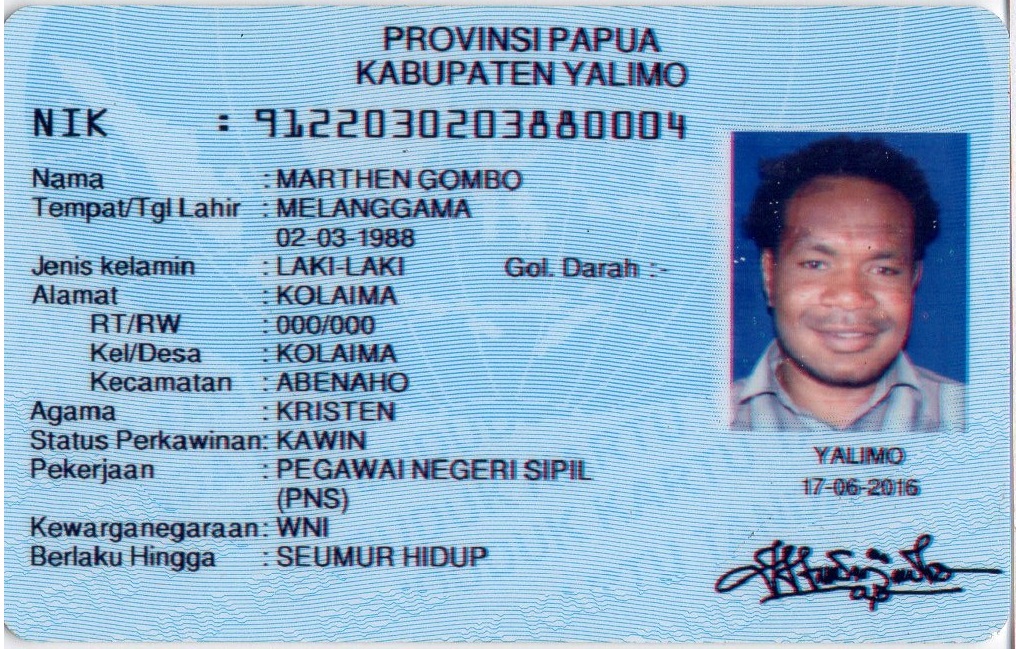 PROVINSI PAPUA
KABUPATEN YALIMO
NIK : 9122030203880004
Nama : MARTHEN GOMBO
Tempat/Tgl Lahir : MELANGGAMA
02-03-1988
Jenis kelamin : LAKI-LAKI Gol. Darah :-
Alamat : KOLAIMA
RT/RW : 000/000
Kel/Desa : KOLAIMA
Kecamatan : ABENAHO
Agama : KRISTEN
Status Perkawinan: KAWIN
Pekerjaan : PEGAWAI NEGERI SIPIL
(PNS)
Kewarganegaraan: WNI
Berlaku Hingga : SEUMUR HIDUP
YALIMO
17-06-2016